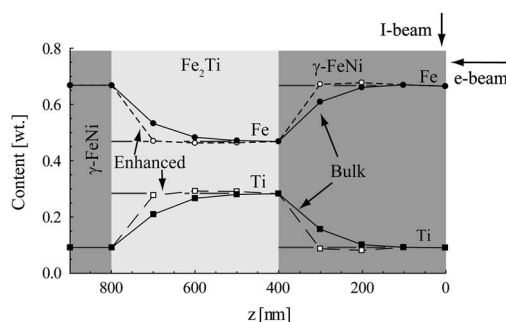 I-beam
e-beam
Fe₂Ti
γ-FeNi
γ-FeNi
Fe
Fe
Enhanced
Ti
Bulk
Ti
Content [wt.]
0.8
0.6
0.4
0.2
0.0
800 600 400 200 0
z [nm]